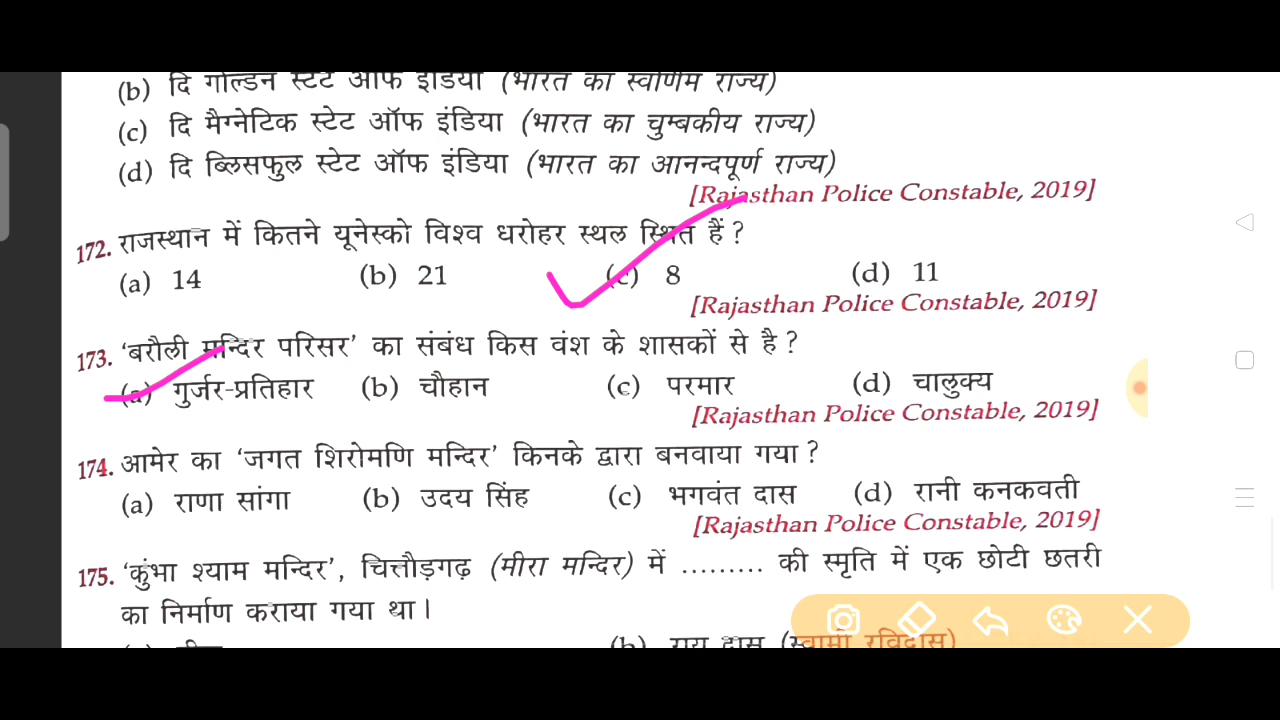 (b) दि गोल्डन स्टेट ऑफ इंडिया (भारत का स्वर्णिम राज्य)
(c) दि मैग्नेटिक स्टेट ऑफ इंडिया (भारत का चुम्बकीय राज्य)
(d) दि ब्लिसफुल स्टेट ऑफ इंडिया (भारत का आनन्दपूर्ण राज्य)
[Rajasthan Police Constable, 2019]
172. राजस्थान में कितने यूनेस्को विश्व धरोहर स्थल स्थित हैं?
(a) 14 (b) 21 (c) 8 (d) 11
[Rajasthan Police Constable, 2019]
173. 'बरौली मन्दिर परिसर' का संबंध किस वंश के शासकों से है?
(a) गुर्जर-प्रतिहार (b) चौहान (c) परमार (d) चालुक्य
[Rajasthan Police Constable, 2019]
174. आमेर का 'जगत शिरोमणि मन्दिर' किनके द्वारा बनवाया गया?
(a) राणा सांगा (b) उदय सिंह (c) भगवंत दास (d) रानी कनकवती
[Rajasthan Police Constable, 2019]
175. 'कुंभा श्याम मन्दिर', चित्तौड़गढ़ (मीरा मन्दिर) में ......... की स्मृति में एक छोटी छतरी
का निर्माण कराया गया था।
(b) राय दास (स्वामी रविदास)